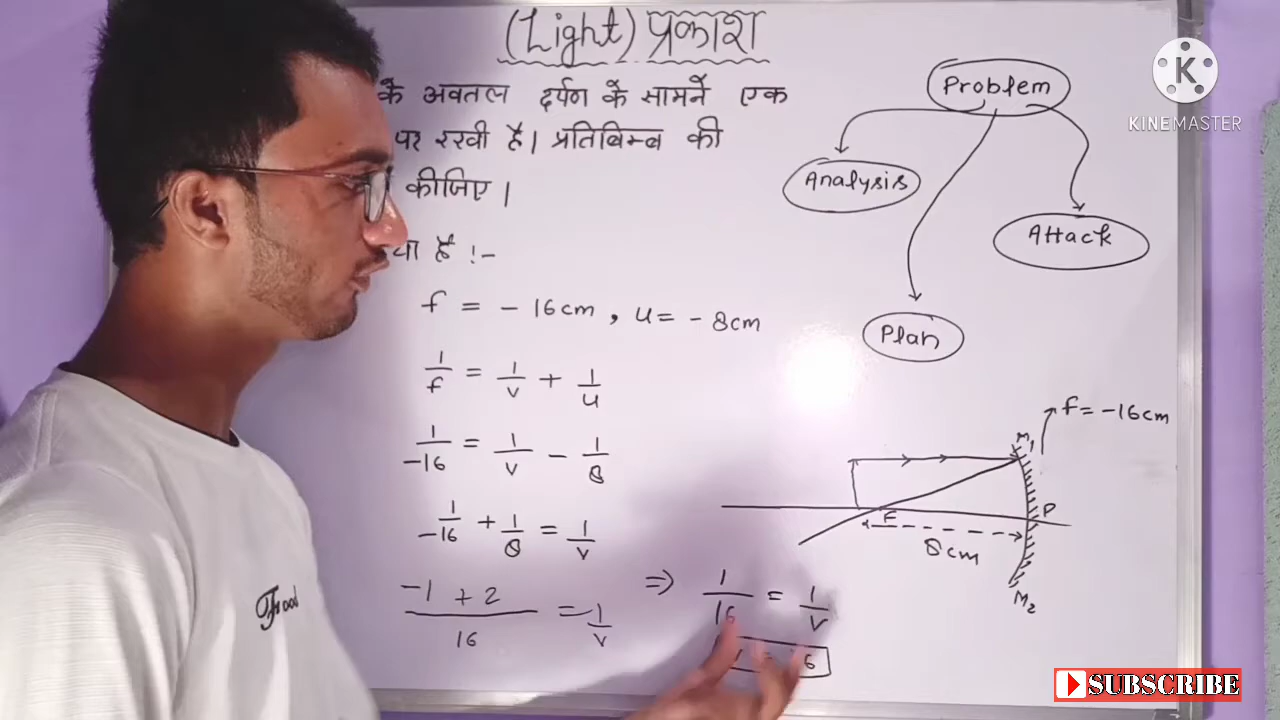 (Light) प्रकाश
के अवतल दर्पण के सामने एक
पर रखी है। प्रतिबिम्ब की
कीजिए।
है :-
f = - 16cm , u = - 8cm
1/f = 1/v + 1/u
1/-16 = 1/v - 1/8
-1/16 + 1/8 = 1/v
-1 + 2/16 = 1/v
⇒ 1/16 = 1/v
16
Problem
Analysis
Attack
Plan
f = -16cm
M1
F
P
8cm
M2
K
KINEMASTER
SUBSCRIBE
Food